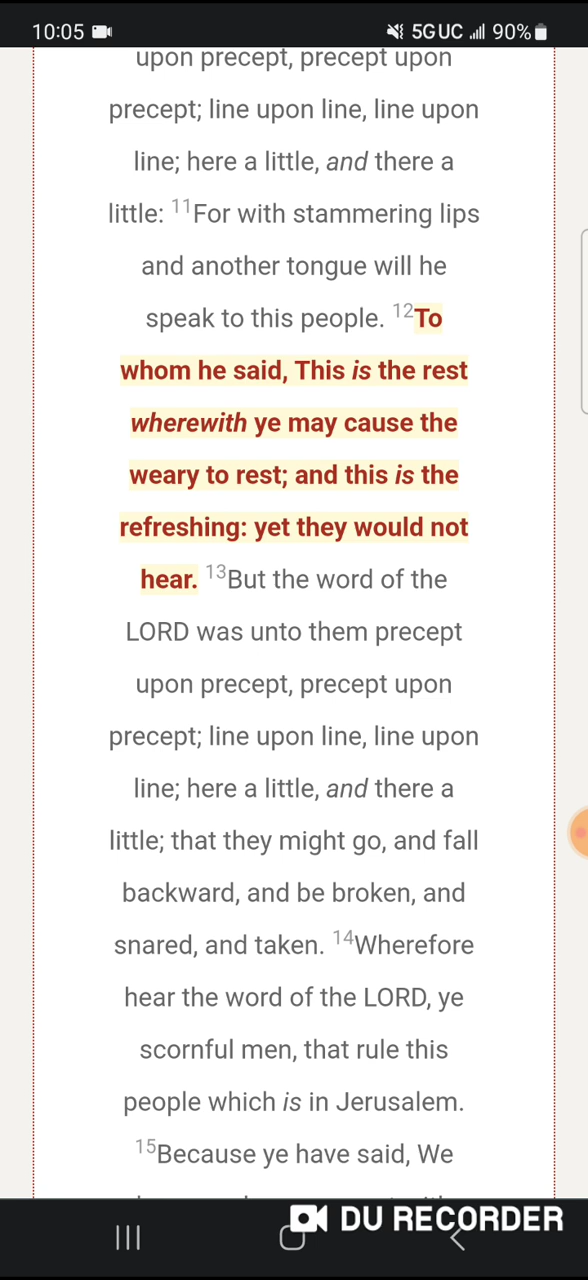 10:05 5G UC 90%
upon precept, precept upon
precept; line upon line, line upon
line; here a little, and there a
little: 11For with stammering lips
and another tongue will he
speak to this people. 12To
whom he said, This is the rest
wherewith ye may cause the
weary to rest; and this is the
refreshing: yet they would not
hear. 13But the word of the
LORD was unto them precept
upon precept, precept upon
precept; line upon line, line upon
line; here a little, and there a
little; that they might go, and fall
backward, and be broken, and
snared, and taken. 14Wherefore
hear the word of the LORD, ye
scornful men, that rule this
people which is in Jerusalem.
15Because ye have said, We
DU RECORDER